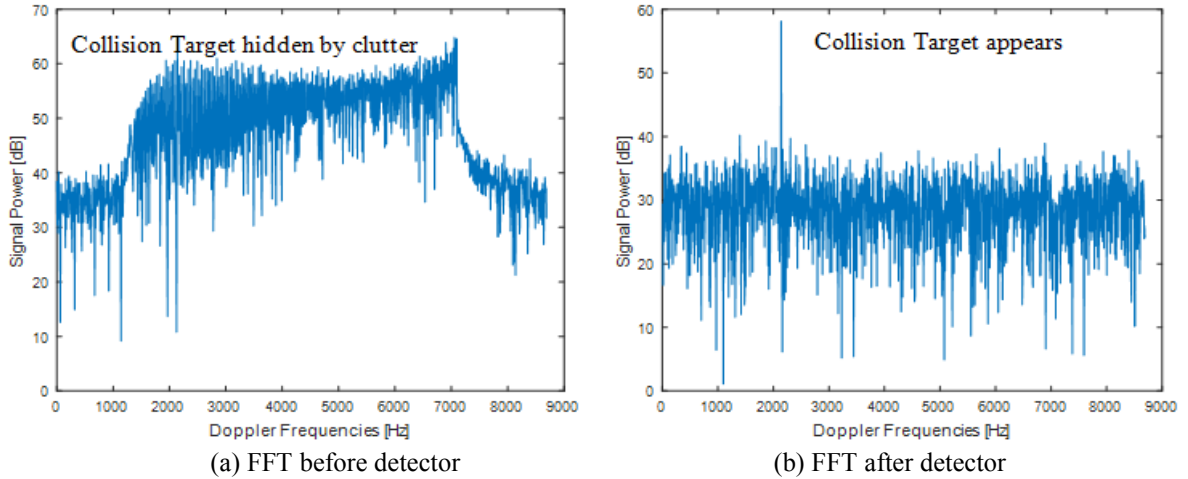 70
60
50
40
30
20
10
0
Signal Power [dB]
Collision Target hidden by clutter
0 1000 2000 3000 4000 5000 6000 7000 8000 9000
Doppler Frequencies [Hz]
(a) FFT before detector
60
50
40
30
20
10
0
Signal Power [dB]
Collision Target appears
0 1000 2000 3000 4000 5000 6000 7000 8000 9000
Doppler Frequencies [Hz]
(b) FFT after detector